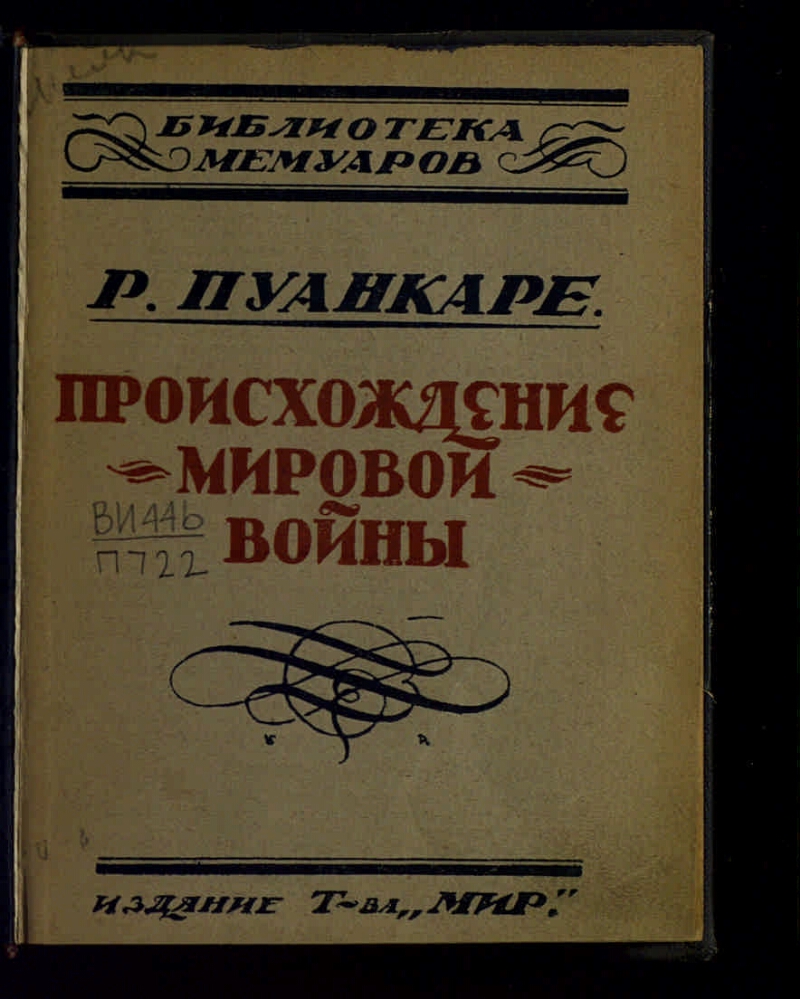 БИБЛИОТЕКА
МЕМУАРОВ
Р. ПУАНКАРЕ.
ПРОИСХОЖДЕНИЕ
МИРОВОЙ
ВОЙНЫ
ВИ44Ь
П722
ИЗДАНИЕ Т-ВА „МИР."